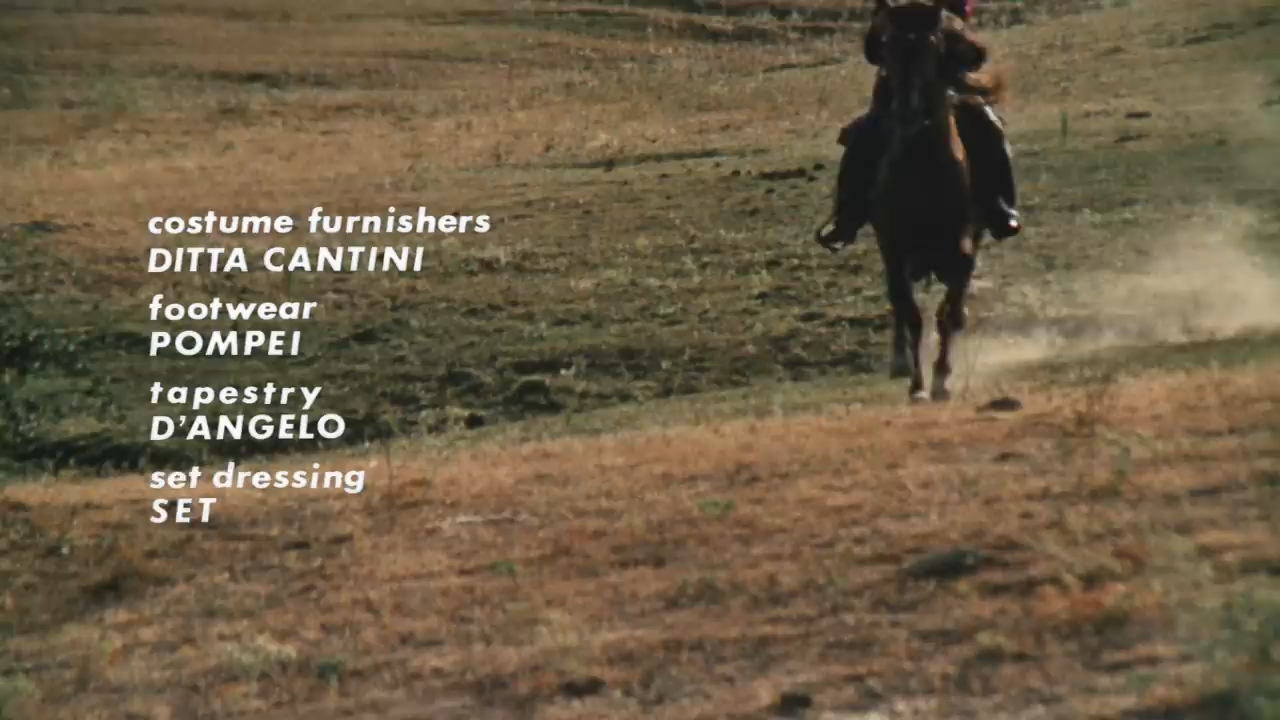 costume furnishers
DITTA CANTINI
footwear
POMPEI
tapestry
D'ANGELO
set dressing
SET